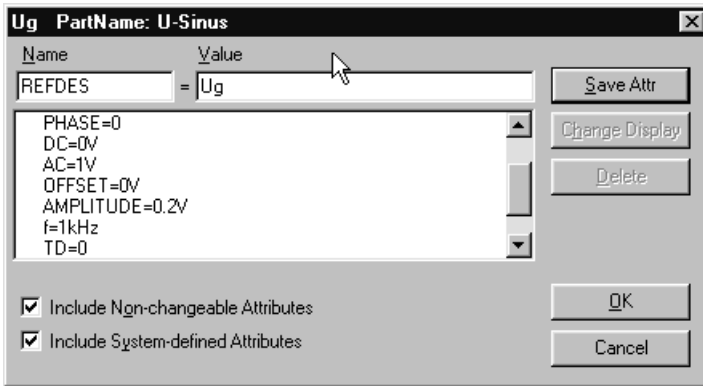 Ug PartName: U-Sinus
Name Value
REFDES = Ug
Save Attr
PHASE=0
DC=0V
AC=1V
OFFSET=0V
AMPLITUDE=0.2V
f=1kHz
TD=0
Change Display
Delete
Include Non-changeable Attributes
Include System-defined Attributes
OK
Cancel